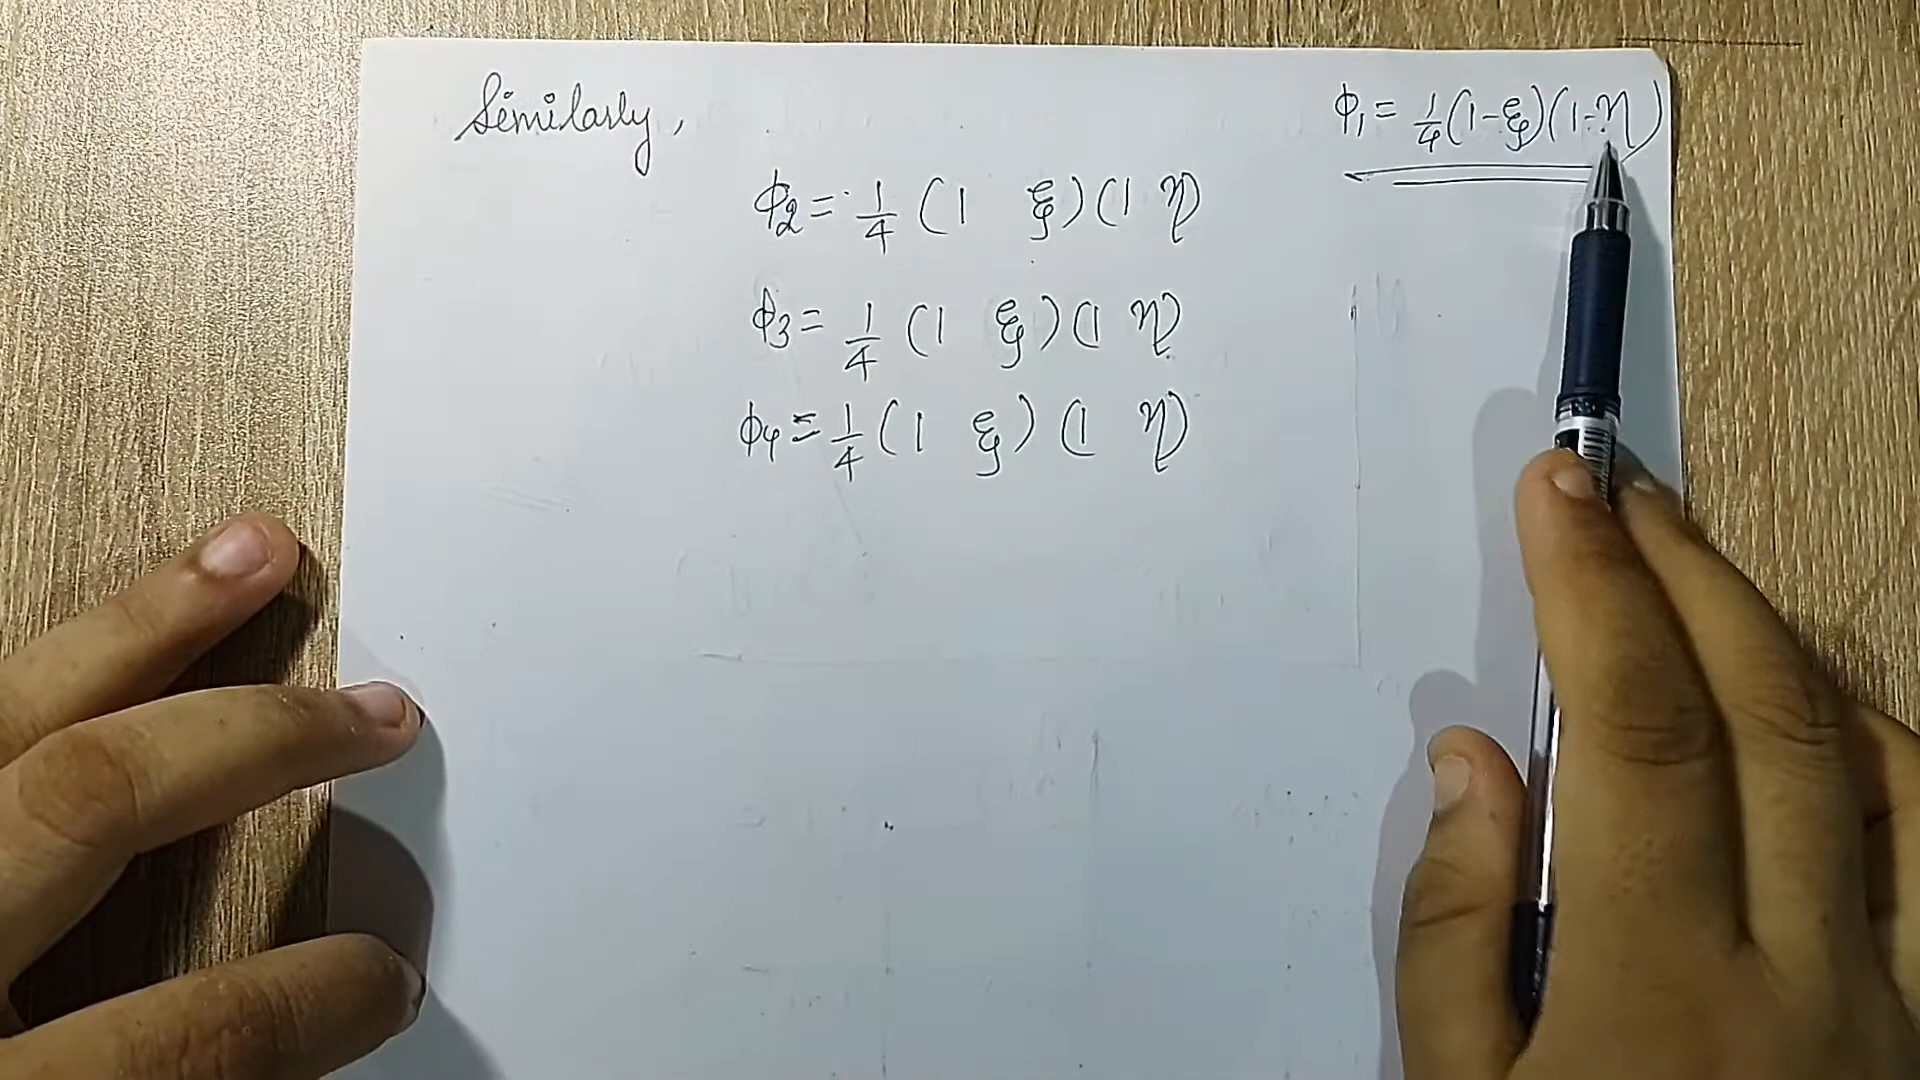 Similarly,
ϕ₁ = 1/4 (1-ξ)(1-η)
ϕ₂ = 1/4 (1 ξ)(1 η)
ϕ₃ = 1/4 (1 ξ)(1 η)
ϕ₄ = 1/4 (1 ξ)(1 η)